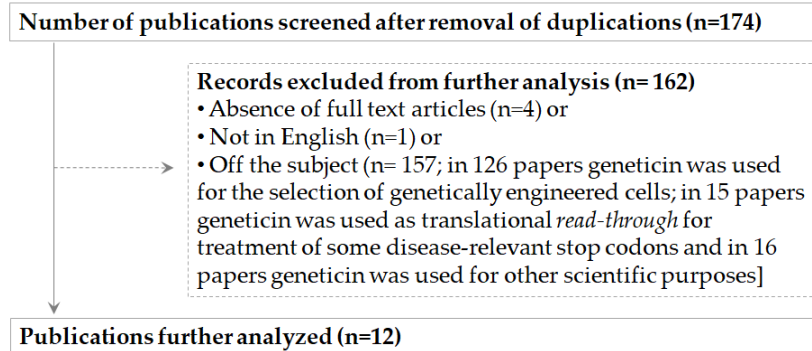 Number of publications screened after removal of duplications (n=174)
Records excluded from further analysis (n= 162)
• Absence of full text articles (n=4) or
• Not in English (n=1) or
• Off the subject (n= 157; in 126 papers geneticin was used
for the selection of genetically engineered cells; in 15 papers
geneticin was used as translational read-through for
treatment of some disease-relevant stop codons and in 16
papers geneticin was used for other scientific purposes]
Publications further analyzed (n=12)